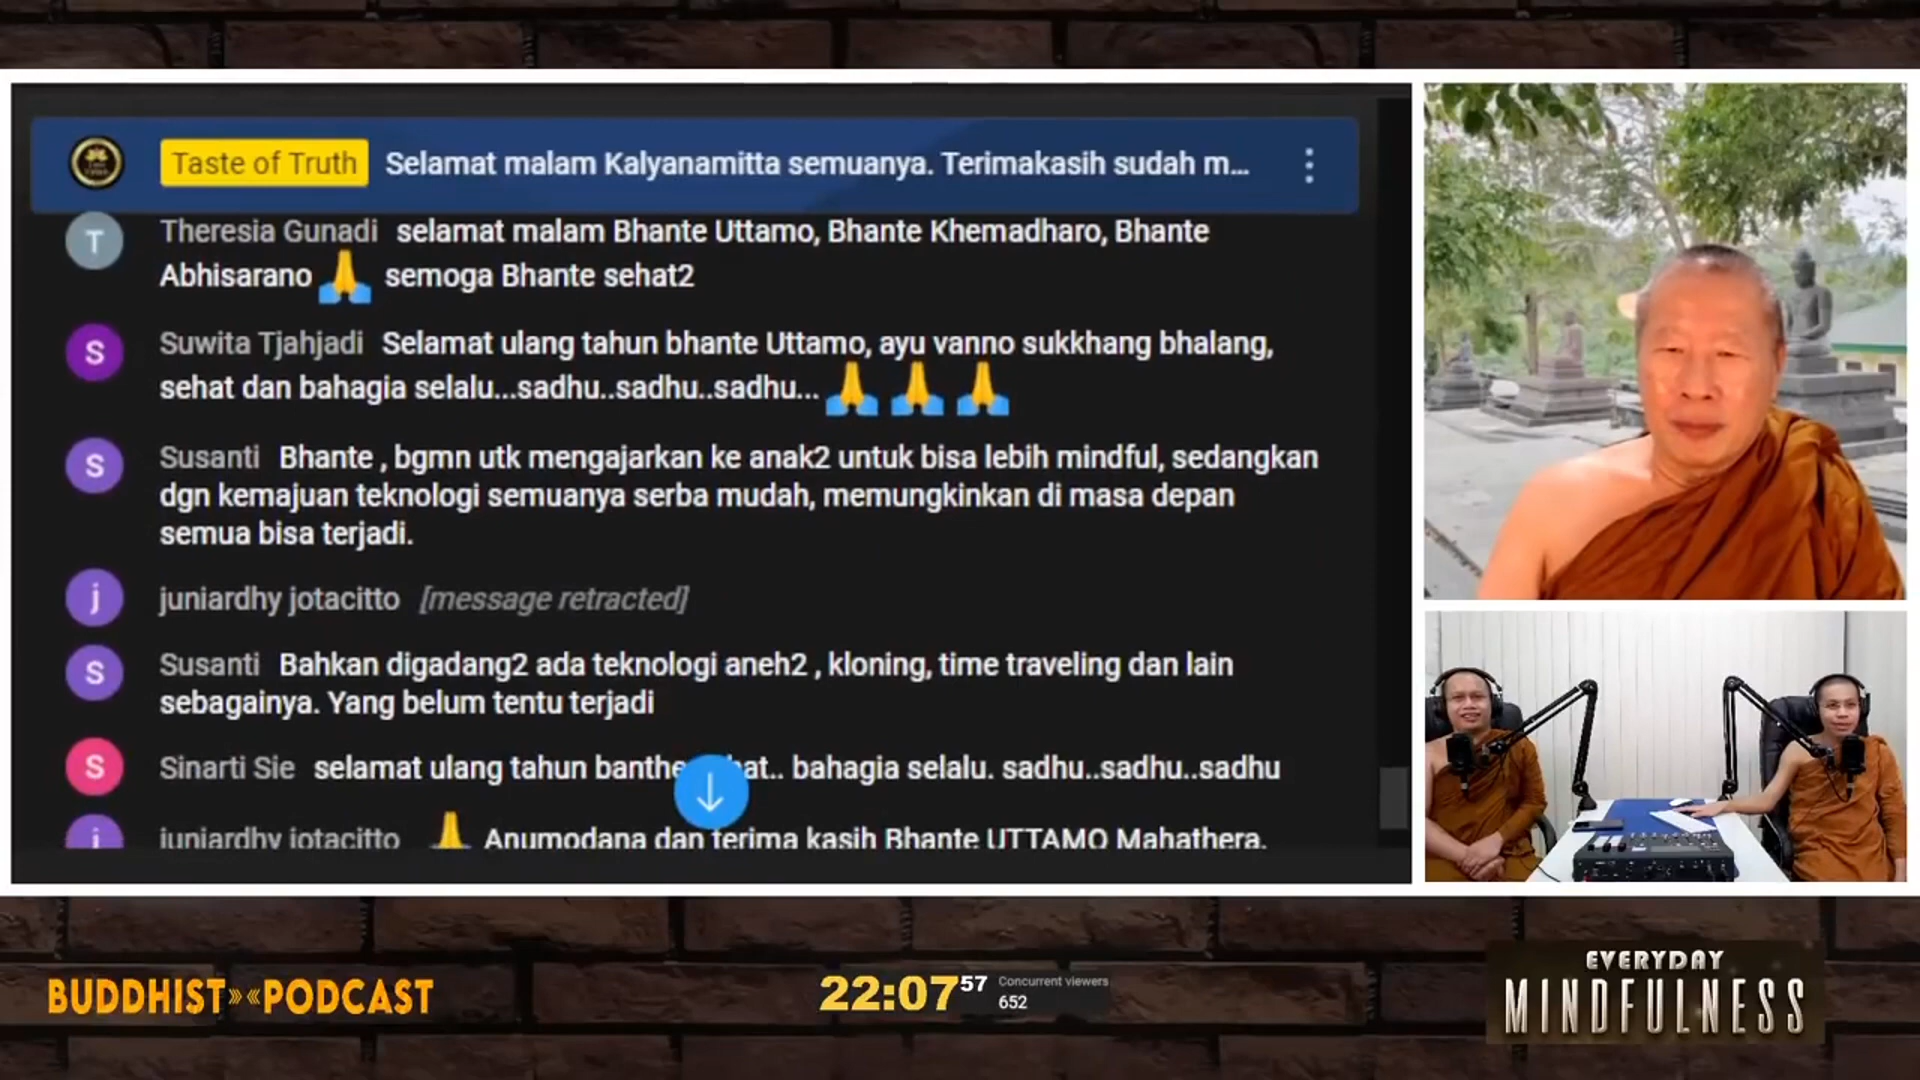 Taste of Truth Selamat malam Kalyanamitta semuanya. Terimakasih sudah m...
T Theresia Gunadi selamat malam Bhante Uttamo, Bhante Khemadharo, Bhante
Abhisarano 🙏 semoga Bhante sehat2
S Suwita Tjahjadi Selamat ulang tahun bhante Uttamo, ayu vanno sukkhang bhalang,
sehat dan bahagia selalu...sadhu..sadhu..sadhu... 🙏 🙏 🙏
S Susanti Bhante , bgmn utk mengajarkan ke anak2 untuk bisa lebih mindful, sedangkan
dgn kemajuan teknologi semuanya serba mudah, memungkinkan di masa depan
semua bisa terjadi.
j juniardhy jotacitto [message retracted]
S Susanti Bahkan digadang2 ada teknologi aneh2 , kloning, time traveling dan lain
sebagainya. Yang belum tentu terjadi
S Sinarti Sie selamat ulang tahun banthe bahagia selalu. sadhu..sadhu..sadhu
j juniardhy jotacitto 🙏 Anumodana dan terima kasih Bhante UTTAMO Mahathera.
BUDDHIST»«PODCAST
22:07 57 Concurrent viewers
652
EVERYDAY
MINDFULNESS